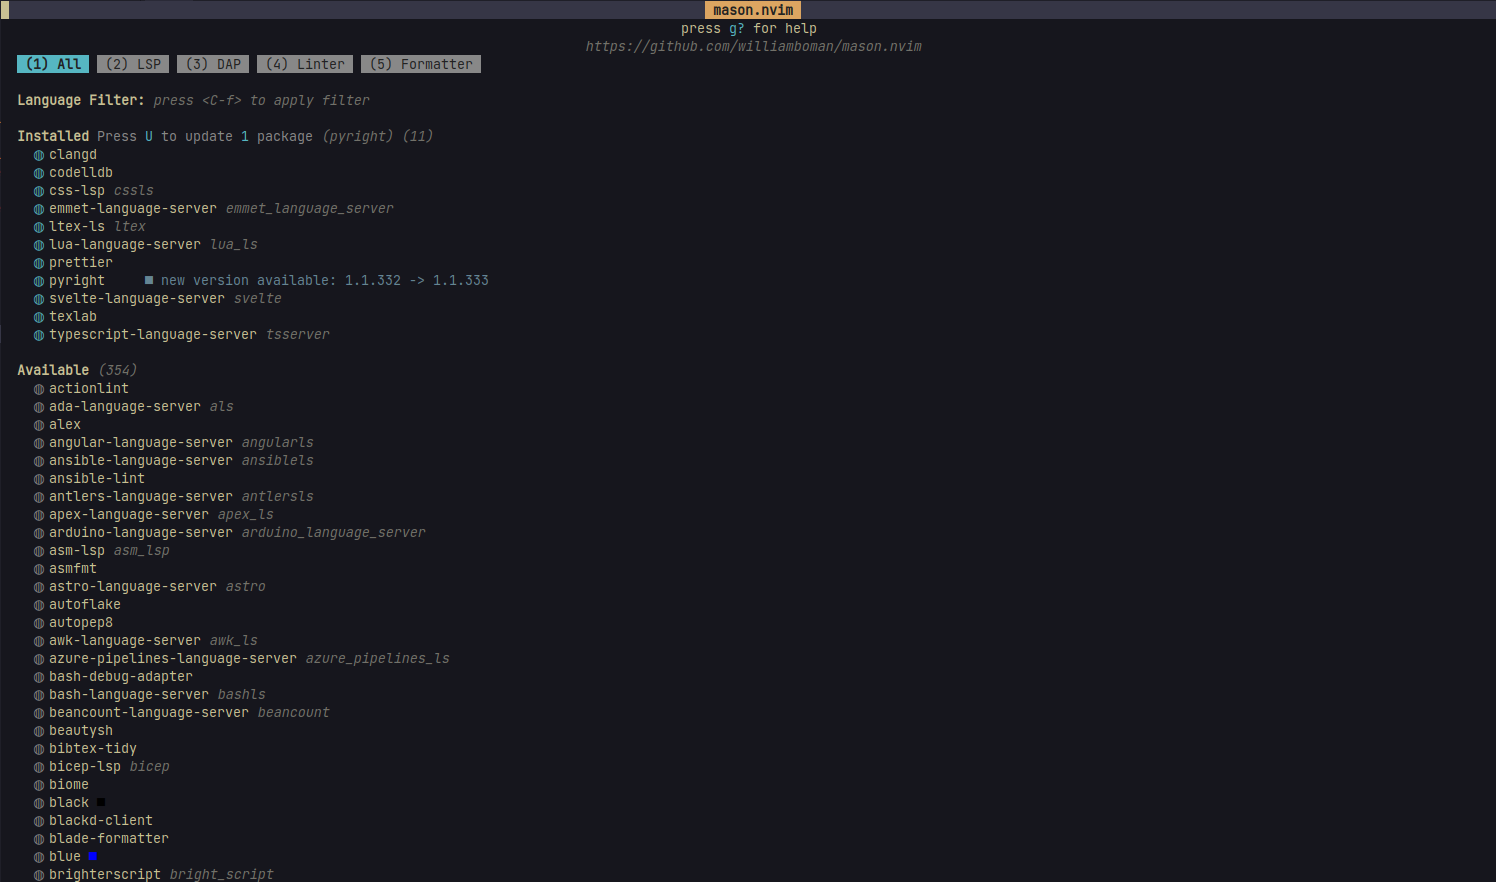 mason.nvim
press g? for help
https://github.com/williamboman/mason.nvim
(1) All (2) LSP (3) DAP (4) Linter (5) Formatter
Language Filter: press <C-f> to apply filter
Installed Press U to update 1 package (pyright) (11)
◍ clangd
◍ codelldb
◍ css-lsp cssls
◍ emmet-language-server emmet_language_server
◍ ltex-ls ltex
◍ lua-language-server lua_ls
◍ prettier
◍ pyright ■ new version available: 1.1.332 -> 1.1.333
◍ svelte-language-server svelte
◍ texlab
◍ typescript-language-server tsserver
Available (354)
◍ actionlint
◍ ada-language-server als
◍ alex
◍ angular-language-server angularls
◍ ansible-language-server ansiblels
◍ ansible-lint
◍ antlers-language-server antlersls
◍ apex-language-server apex_ls
◍ arduino-language-server arduino_language_server
◍ asm-lsp asm_lsp
◍ asmfmt
◍ astro-language-server astro
◍ autoflake
◍ autopep8
◍ awk-language-server awk_ls
◍ azure-pipelines-language-server azure_pipelines_ls
◍ bash-debug-adapter
◍ bash-language-server bashls
◍ beancount-language-server beancount
◍ beautysh
◍ bibtex-tidy
◍ bicep-lsp bicep
◍ biome
◍ black ■
◍ blackd-client
◍ blade-formatter
◍ blue ■
◍ brighterscript bright_script